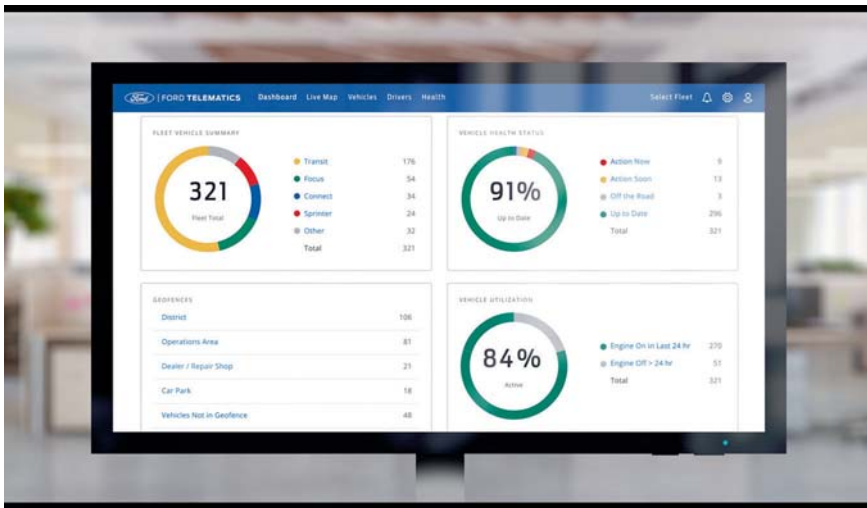 Ford | FORD TELEMATICS Dashboard Live Map Vehicles Drivers Health Select Fleet
FLEET VEHICLE SUMMARY
321
Fleet Total
Transit 176
Focus 54
Connect 34
Sprinter 24
Other 32
Total 321
VEHICLE HEALTH STATUS
91%
Up to Date
Action Now 9
Action Soon 13
Off the Road 3
Up to Date 296
Total 321
GEOFENCES
District 106
Operations Area 81
Dealer / Repair Shop 21
Car Park 18
Vehicles Not in Geofence 48
VEHICLE UTILIZATION
84%
Active
Engine On in Last 24 hr 270
Engine Off > 24 hr 51
Total 321